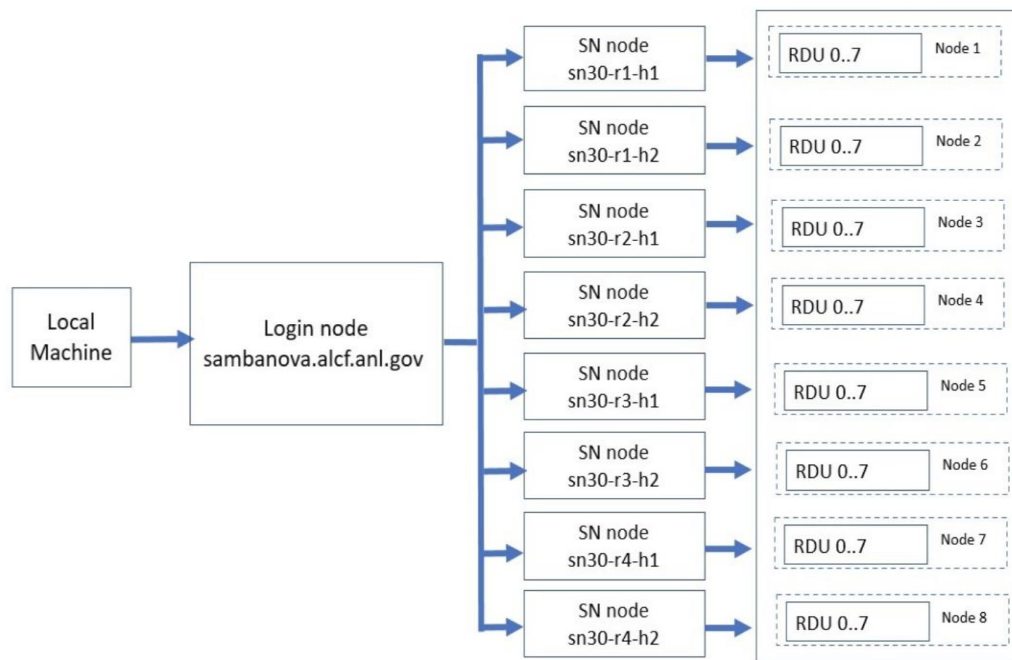 Local
Machine
Login node
sambanova.alcf.anl.gov
SN node
sn30-r1-h1
RDU 0..7
Node 1
SN node
sn30-r1-h2
RDU 0..7
Node 2
SN node
sn30-r2-h1
RDU 0..7
Node 3
SN node
sn30-r2-h2
RDU 0..7
Node 4
SN node
sn30-r3-h1
RDU 0..7
Node 5
SN node
sn30-r3-h2
RDU 0..7
Node 6
SN node
sn30-r4-h1
RDU 0..7
Node 7
SN node
sn30-r4-h2
RDU 0..7
Node 8